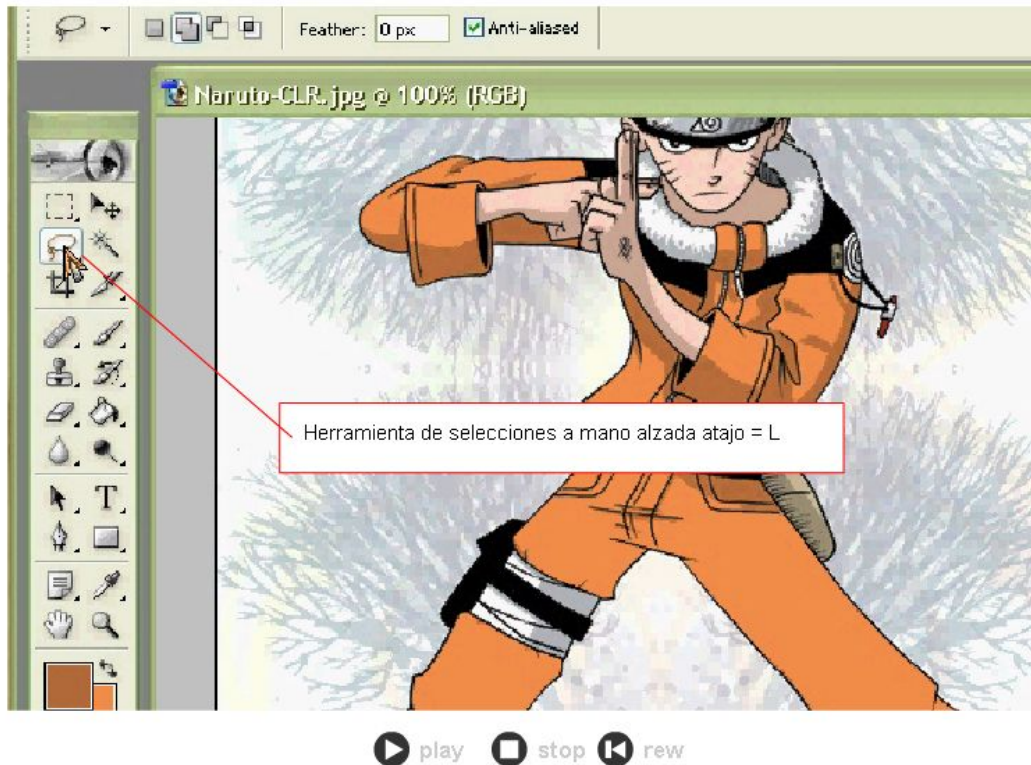 Feather: 0 px Anti-aliased
Naruto-CLR.jpg @ 100% (RGB)
Herramienta de selecciones a mano alzada atajo = L
T
play stop rew